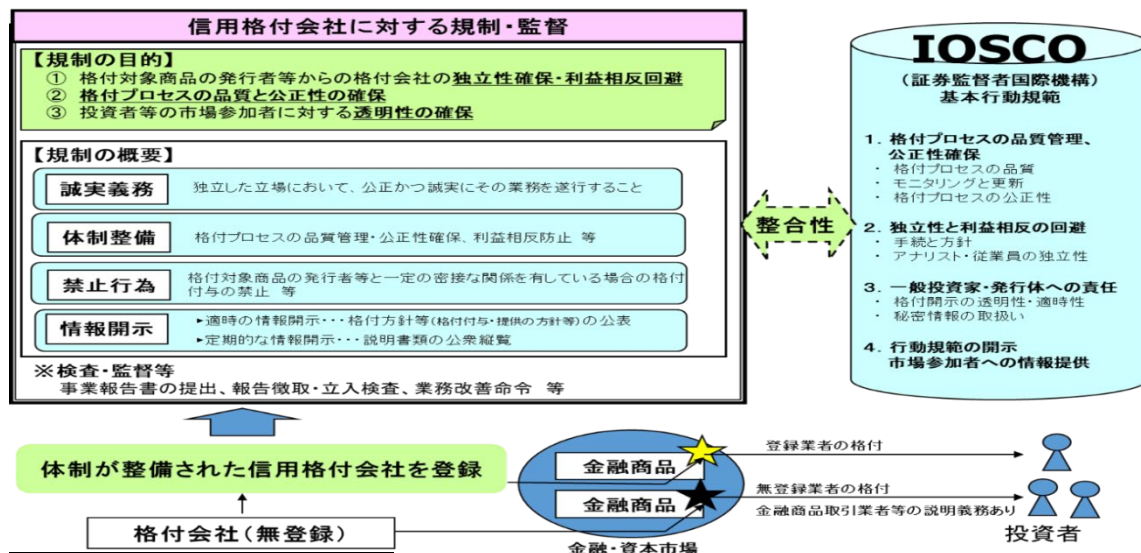 信用格付会社に対する規制・監督
【規制の目的】
① 格付対象商品の発行者等からの格付会社の独立性確保・利益相反回避
② 格付プロセスの品質と公正性の確保
③ 投資者等の市場参加者に対する透明性の確保
【規制の概要】
誠実義務
独立した立場において、公正かつ誠実にその業務を遂行すること
体制整備
格付プロセスの品質管理・公正性確保、利益相反防止 等
禁止行為
格付対象商品の発行者等と一定の密接な関係を有している場合の格付
付与の禁止 等
情報開示
►適時の情報開示・・・格付方針等(格付付与・提供の方針等)の公表
►定期的な情報開示・・・説明書類の公衆縦覧
※検査・監督等
事業報告書の提出、報告徴取・立入検査、業務改善命令 等
整合性
IOSCO
(証券監督者国際機構)
基本行動規範
1. 格付プロセスの品質管理、
公正性確保
・ 格付プロセスの品質
・ モニタリングと更新
・ 格付プロセスの公正性
2. 独立性と利益相反の回避
・ 手続と方針
・ アナリスト・従業員の独立性
3. 一般投資家・発行体への責任
・ 格付開示の透明性・適時性
・ 秘密情報の取扱い
4. 行動規範の開示
市場参加者への情報提供
体制が整備された信用格付会社を登録
格付会社(無登録)
金融商品
金融商品
金融・資本市場
登録業者の格付
無登録業者の格付
金融商品取引業者等の説明義務あり
投資者